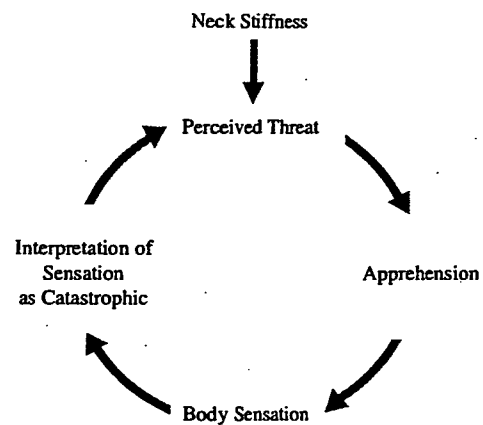 Neck Stiffness
Perceived Threat
Apprehension
Body Sensation
Interpretation of
Sensation
as Catastrophic